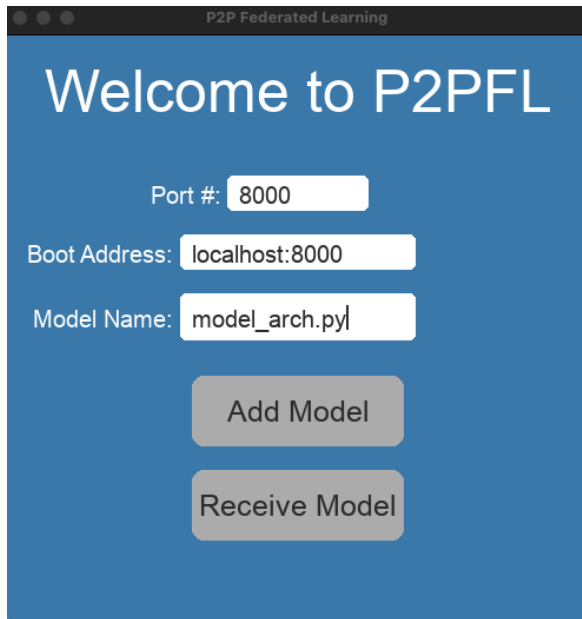 P2P Federated Learning
Welcome to P2PFL
Port #: 8000
Boot Address: localhost:8000
Model Name: model_arch.py
Add Model
Receive Model